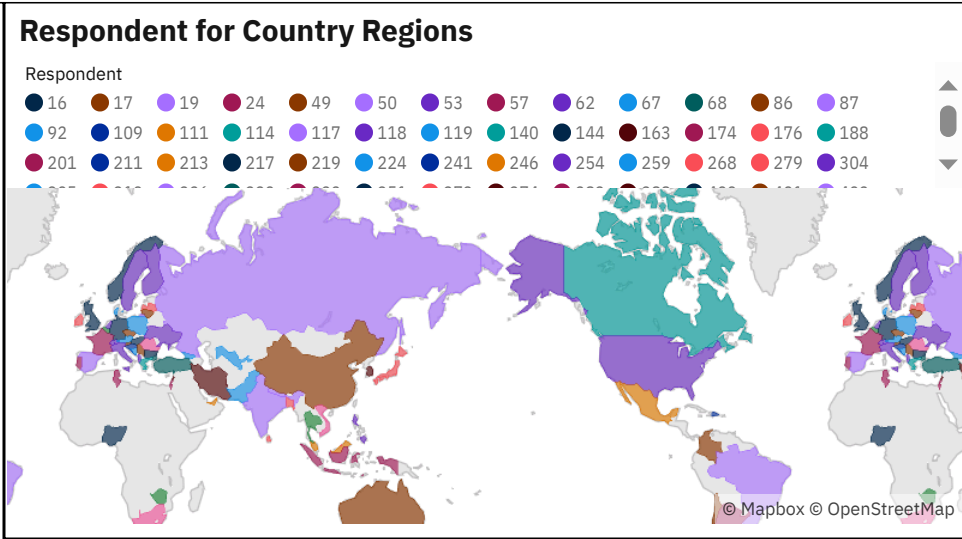 Respondent for Country Regions
Respondent
16 17 19 24 49 50 53 57 62 67 68 86 87
92 109 111 114 117 118 119 140 144 163 174 176 188
201 211 213 217 219 224 241 246 254 259 268 279 304
© Mapbox © OpenStreetMap